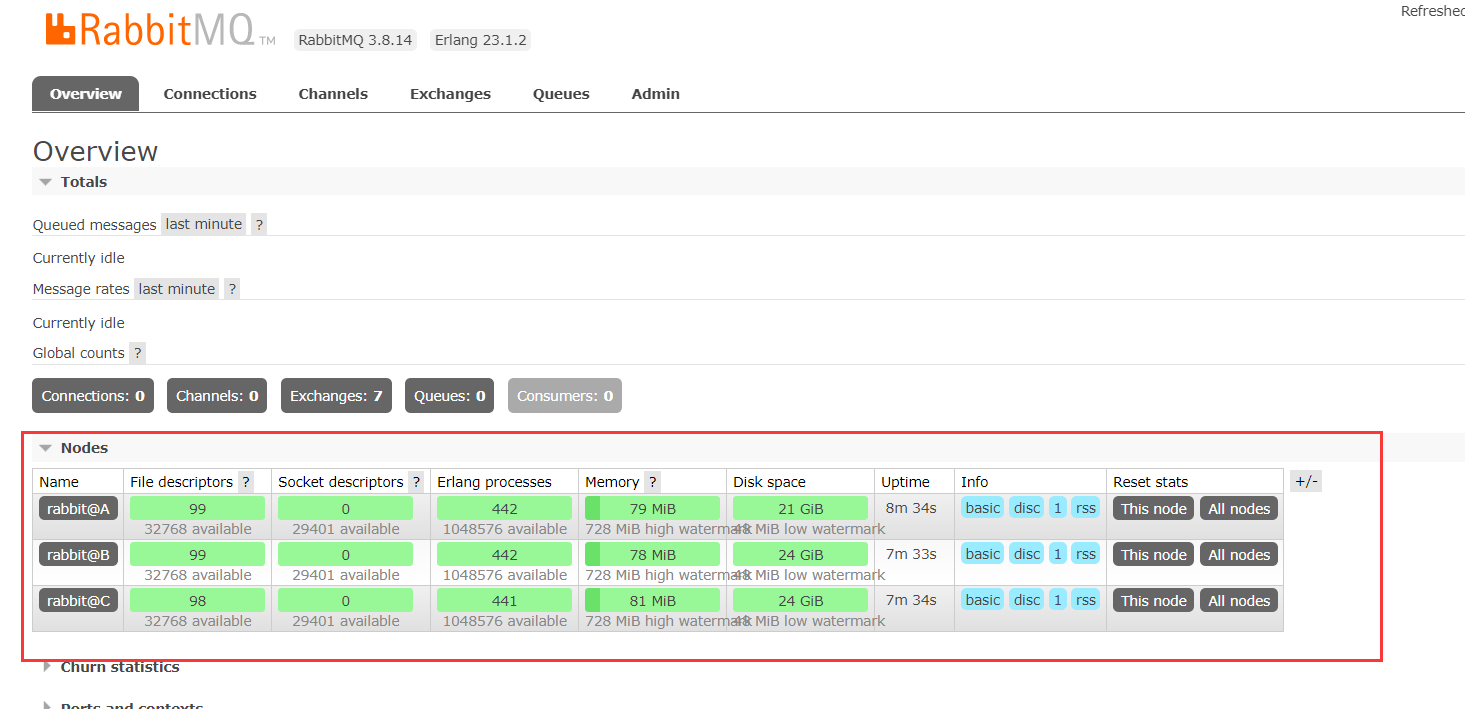 Refreshed
RabbitMQ TM RabbitMQ 3.8.14 Erlang 23.1.2
Overview Connections Channels Exchanges Queues Admin
Overview
Totals
Queued messages last minute ?
Currently idle
Message rates last minute ?
Currently idle
Global counts ?
Connections: 0 Channels: 0 Exchanges: 7 Queues: 0 Consumers: 0
Nodes
Name File descriptors ? Socket descriptors ? Erlang processes Memory ? Disk space Uptime Info Reset stats +/-
rabbit@A 99 0 442 79 MiB 21 GiB 8m 34s basic disc 1 rss This node All nodes
32768 available 29401 available 1048576 available 728 MiB high watermark 48 MiB low watermark
rabbit@B 99 0 442 78 MiB 24 GiB 7m 33s basic disc 1 rss This node All nodes
32768 available 29401 available 1048576 available 728 MiB high watermark 48 MiB low watermark
rabbit@C 98 0 441 81 MiB 24 GiB 7m 34s basic disc 1 rss This node All nodes
32768 available 29401 available 1048576 available 728 MiB high watermark 48 MiB low watermark
Churn statistics
Ports and contexts